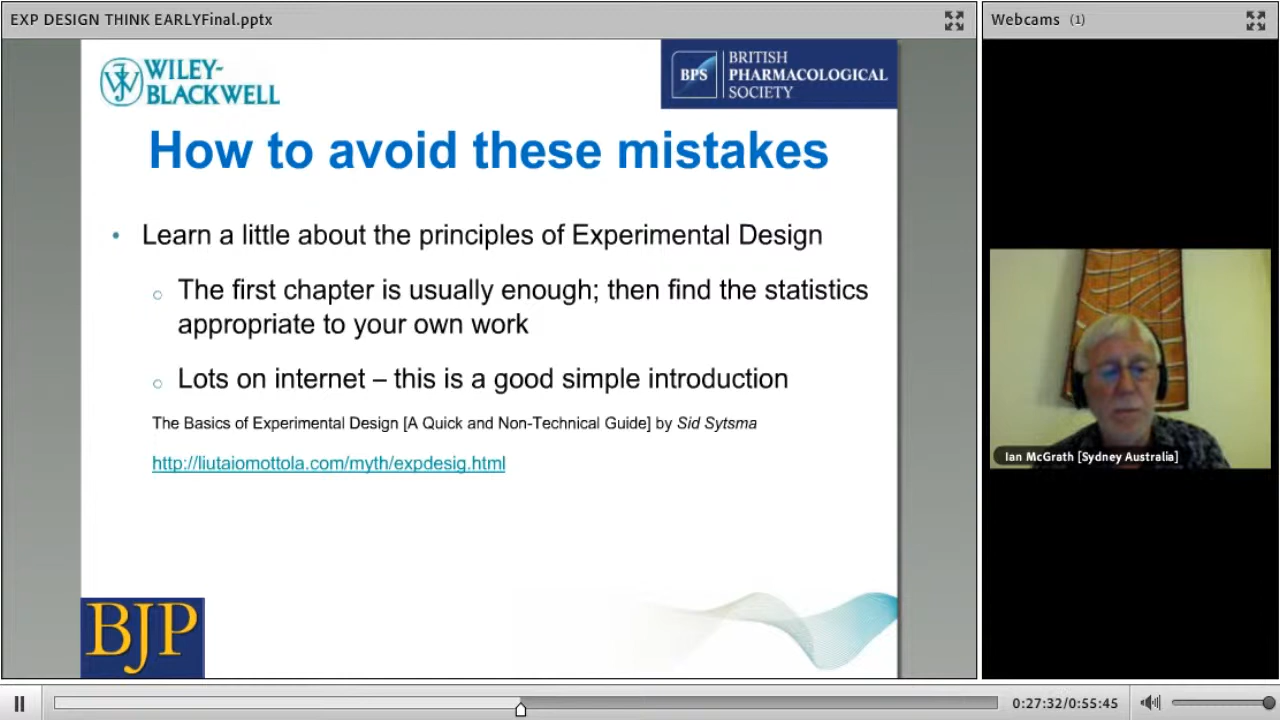 EXP DESIGN THINK EARLYFinal.pptx
Webcams (1)
WILEY-
BLACKWELL
BPS
BRITISH
PHARMACOLOGICAL
SOCIETY
How to avoid these mistakes
• Learn a little about the principles of Experimental Design
The first chapter is usually enough; then find the statistics
appropriate to your own work
Lots on internet – this is a good simple introduction
The Basics of Experimental Design [A Quick and Non-Technical Guide] by Sid Sytsma
http://liutaiomottola.com/myth/expdesig.html
Ian McGrath [Sydney Australia]
BJP
0:27:32/0:55:45